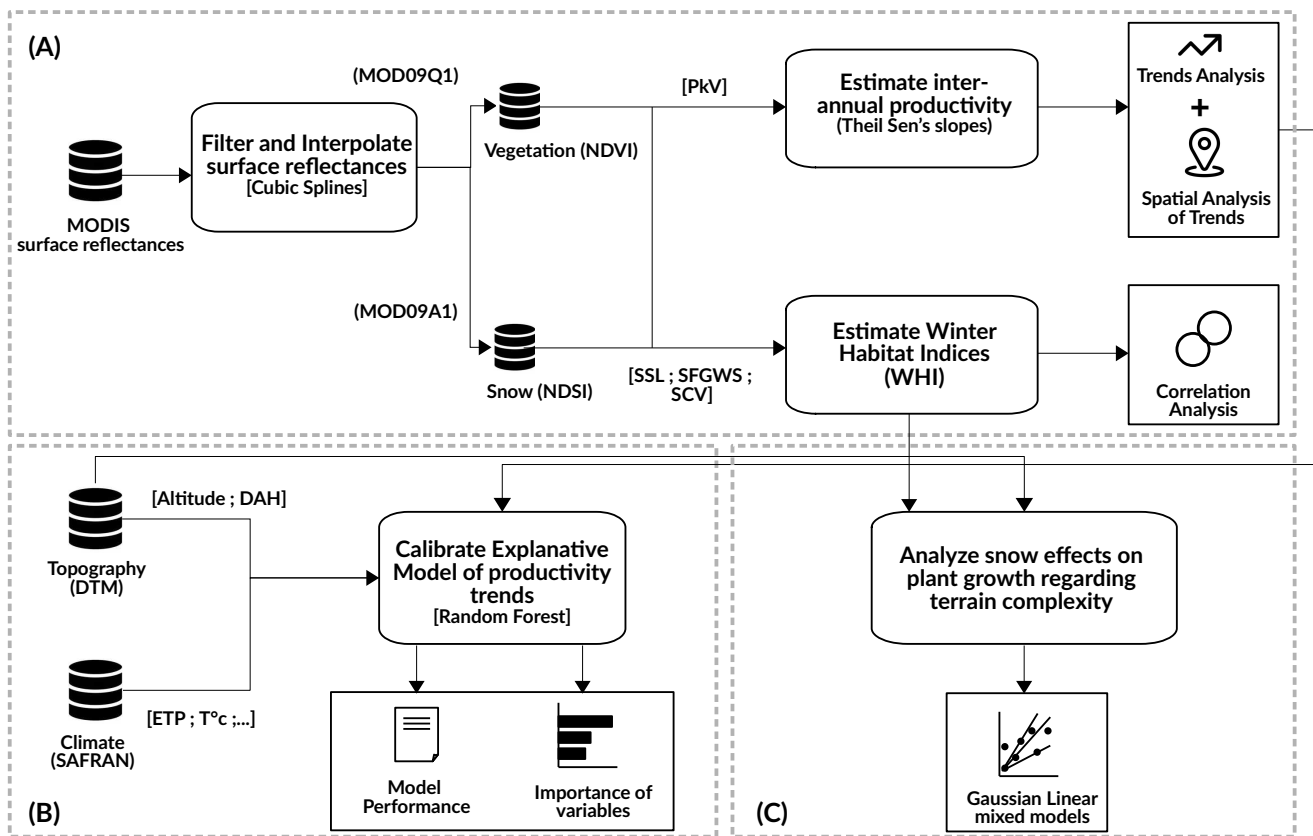 (A)
MODIS
surface reflectances
Filter and Interpolate
surface reflectances
[Cubic Splines]
(MOD09Q1)
Vegetation (NDVI)
(MOD09A1)
Snow (NDSI)
[PkV]
[SSL ; SFGWS ;
SCV]
Estimate inter-
annual productivity
(Theil Sen's slopes)
Trends Analysis
+
Spatial Analysis
of Trends
Estimate Winter
Habitat Indices
(WHI)
Correlation
Analysis
[Altitude ; DAH]
Topography
(DTM)
[ETP ; T°c ;...]
Climate
(SAFRAN)
Calibrate Explanative
Model of productivity
trends
[Random Forest]
Model
Performance
Importance of
variables
(B)
Analyze snow effects on
plant growth regarding
terrain complexity
Gaussian Linear
mixed models
(C)